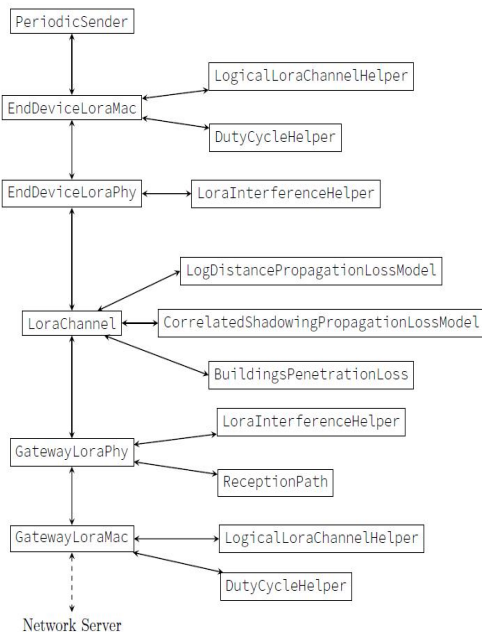 PeriodicSender
LogicalLoraChannelHelper
EndDeviceLoraMac
DutyCycleHelper
EndDeviceLoraPhy
LoraInterferenceHelper
LogDistancePropagationLossModel
LoraChannel
CorrelatedShadowingPropagationLossModel
BuildingsPenetrationLoss
LoraInterferenceHelper
GatewayLoraPhy
ReceptionPath
GatewayLoraMac
LogicalLoraChannelHelper
DutyCycleHelper
Network Server